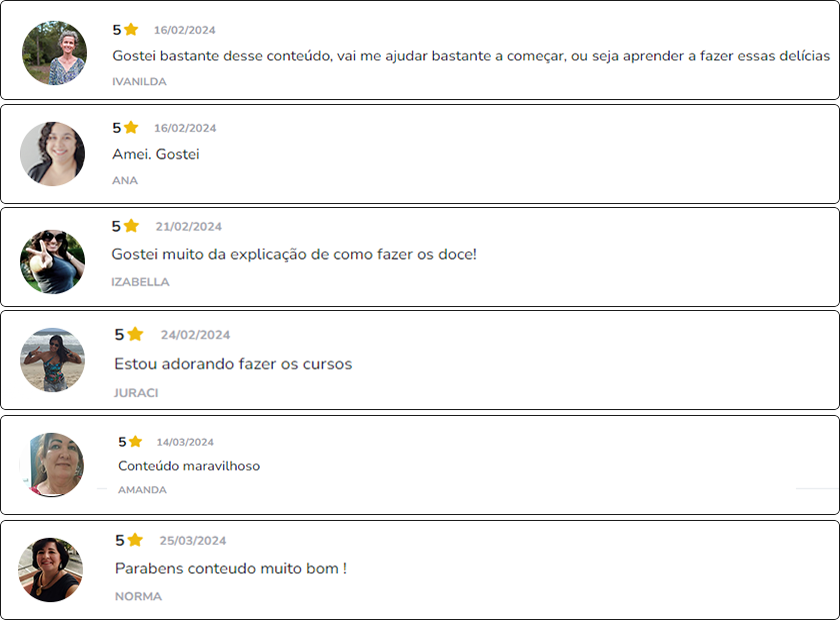 5 16/02/2024
Gostei bastante desse conteúdo, vai me ajudar bastante a começar, ou seja aprender a fazer essas delícias
IVANILDA
5 16/02/2024
Amei. Gostei
ANA
5 21/02/2024
Gostei muito da explicação de como fazer os doce!
IZABELLA
5 24/02/2024
Estou adorando fazer os cursos
JURACI
5 14/03/2024
Conteúdo maravilhoso
AMANDA
5 25/03/2024
Parabens conteudo muito bom !
NORMA